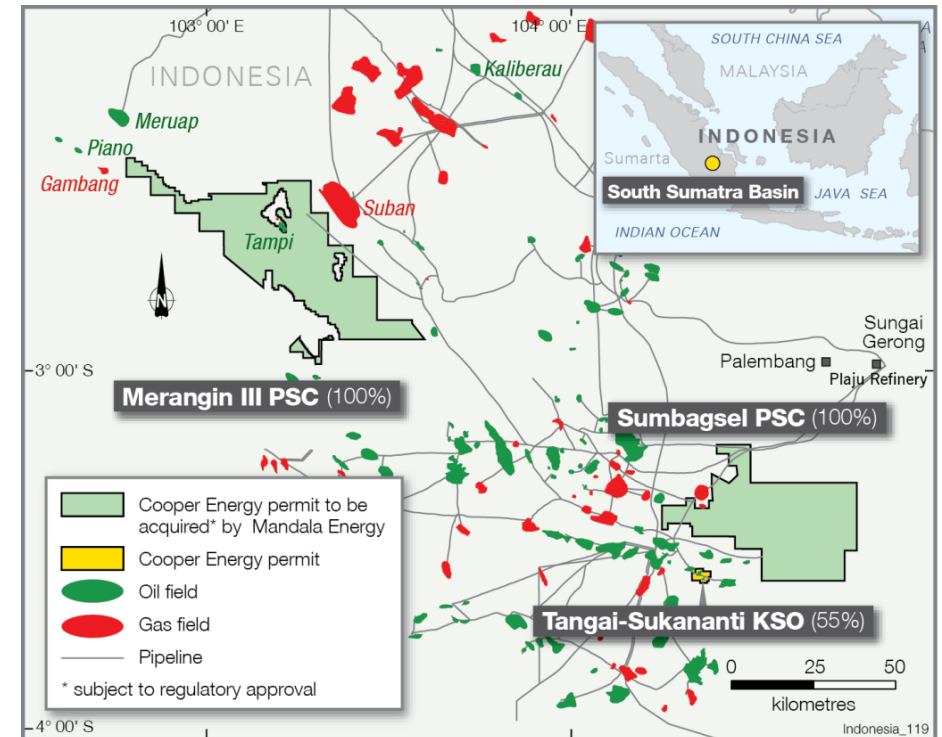 103° 00' E
104° 00' E
INDONESIA
Kaliberau
Meruap
Piano
Gambang
Suban
Tampi
N
SOUTH CHINA SEA
MALAYSIA
INDONESIA
Sumarta
South Sumatra Basin
JAVA SEA
INDIAN OCEAN
Sungai
Gerong
Palembang
Plaju Refinery
3° 00' S
Merangin III PSC (100%)
Sumbagsel PSC (100%)
Cooper Energy permit to be
acquired* by Mandala Energy
Cooper Energy permit
Oil field
Gas field
Pipeline
* subject to regulatory approval
Tangai-Sukananti KSO (55%)
0 25 50
kilometres
4° 00' S
Indonesia_119